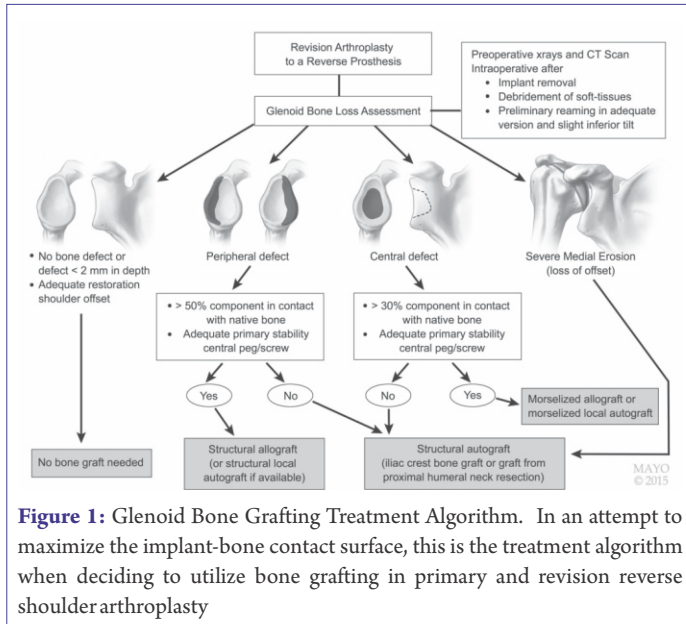 Revision Arthroplasty
to a Reverse Prosthesis
Preoperative xrays and CT Scan
Intraoperative after
• Implant removal
• Debridement of soft-tissues
• Preliminary reaming in adequate
version and slight inferior tilt
Glenoid Bone Loss Assessment
• No bone defect or
defect < 2 mm in depth
• Adequate restoration
shoulder offset
Peripheral defect
Central defect
Severe Medial Erosion
(loss of offset)
• > 50% component in contact
with native bone
• Adequate primary stability
central peg/screw
• > 30% component in contact
with native bone
• Adequate primary stability
central peg/screw
Yes
No
No
Yes
Morselized allograft or
morselized local autograft
No bone graft needed
Structural allograft
(or structural local
autograft if available)
Structural autograft
(iliac crest bone graft or graft from
proximal humeral neck resection)
MAYO
© 2015
Figure 1: Glenoid Bone Grafting Treatment Algorithm. In an attempt to
maximize the implant-bone contact surface, this is the treatment algorithm
when deciding to utilize bone grafting in primary and revision reverse
shoulder arthroplasty